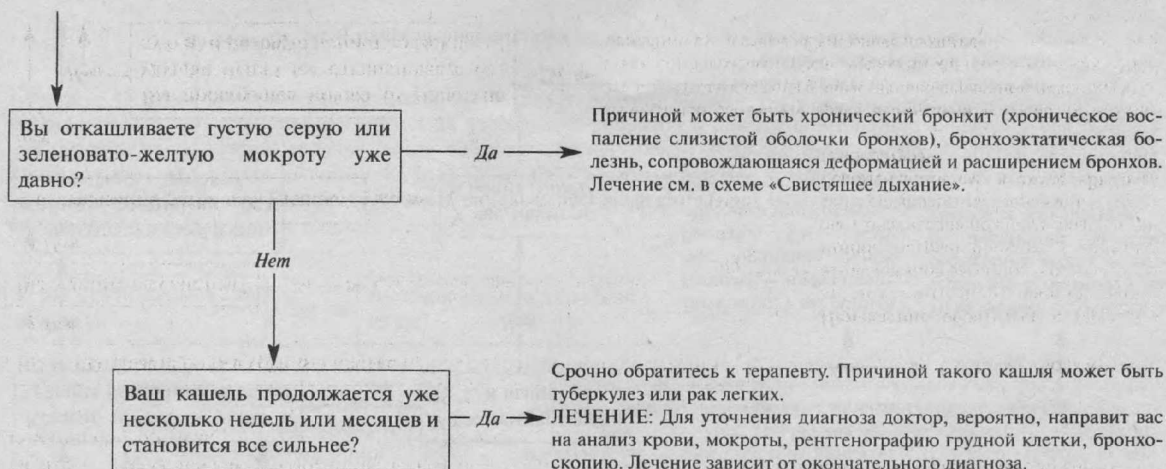 Вы откашливаете густую серую или
зеленовато-желтую мокроту уже
давно?
Да
Причиной может быть хронический бронхит (хроническое вос-
паление слизистой оболочки бронхов), бронхоэктатическая бо-
лезнь, сопровождающаяся деформацией и расширением бронхов.
Лечение см. в схеме «Свистящее дыхание».
Нет
Ваш кашель продолжается уже
несколько недель или месяцев и
становится все сильнее?
Да
Срочно обратитесь к терапевту. Причиной такого кашля может быть
туберкулез или рак легких.
ЛЕЧЕНИЕ: Для уточнения диагноза доктор, вероятно, направит вас
на анализ крови, мокроты, рентгенографию грудной клетки, бронхо-
скопию. Лечение зависит от окончательного диагноза.